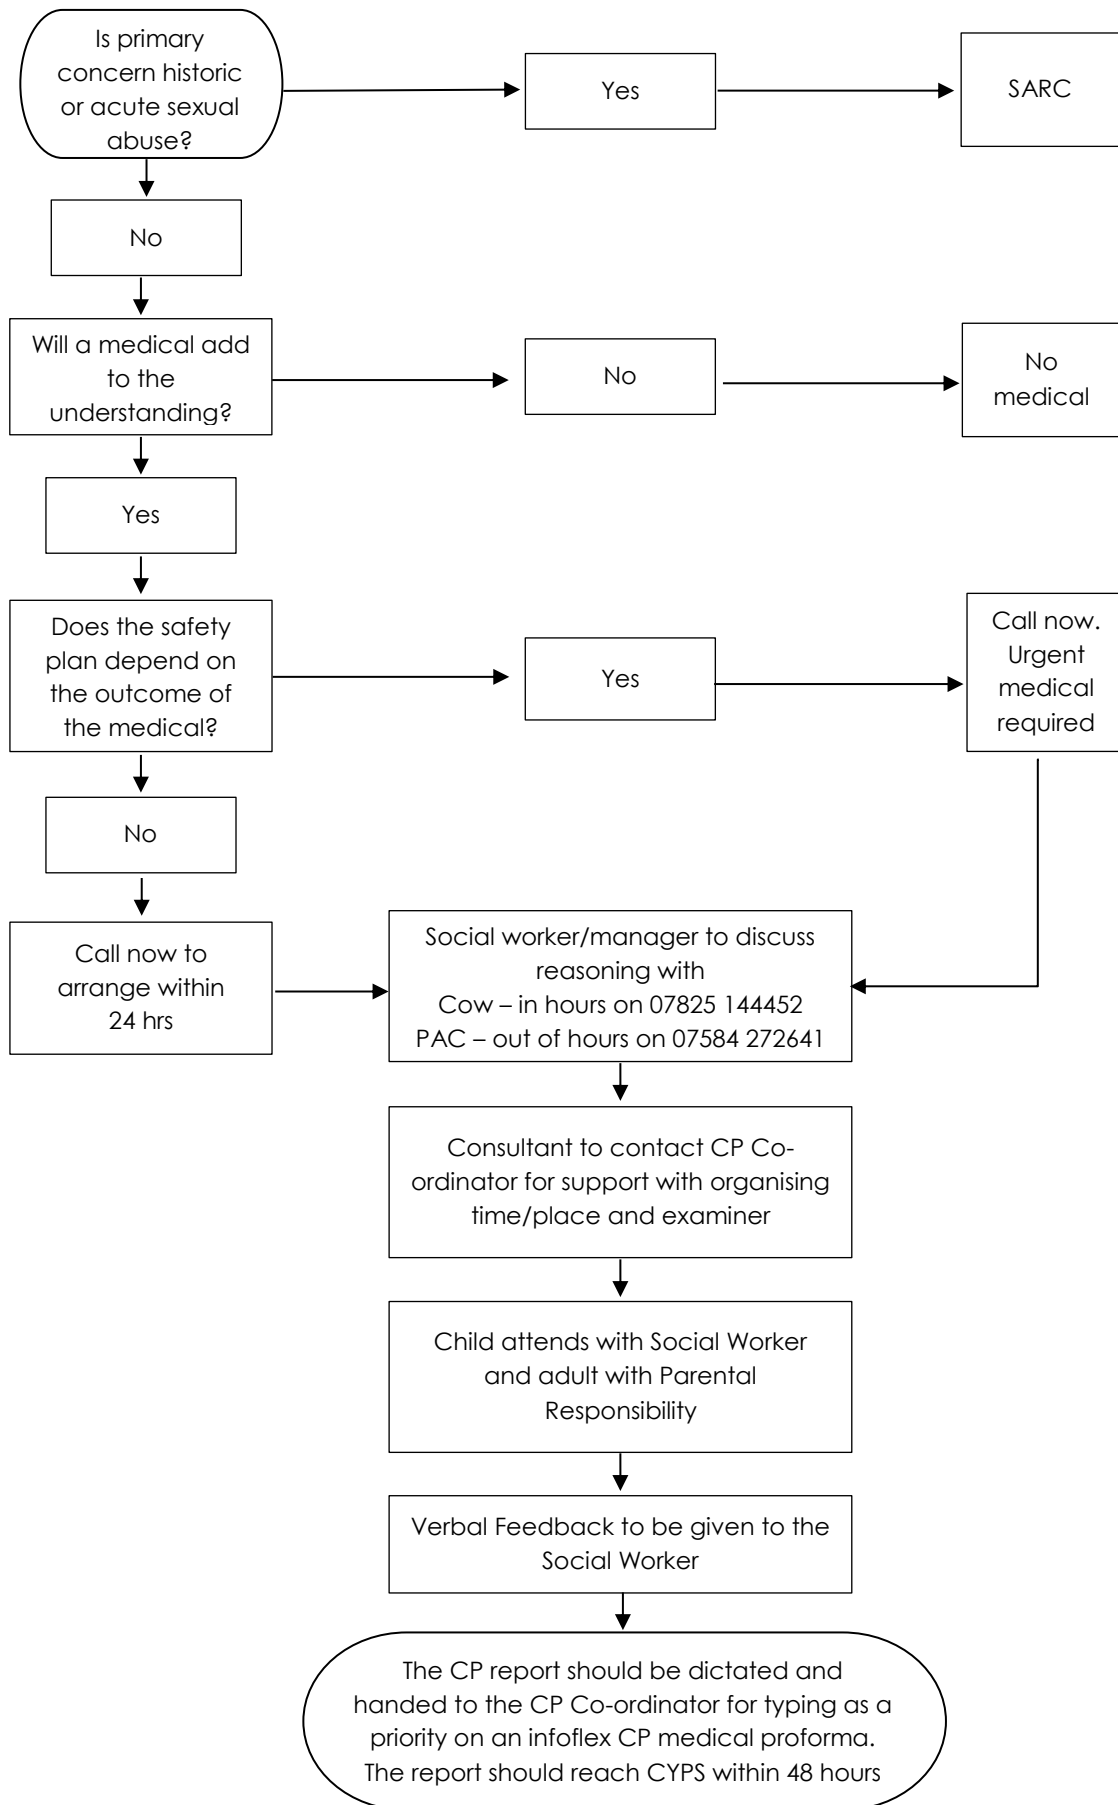 Is primary
concern historic
or acute sexual
abuse?
Yes
SARC
No
Will a medical add
to the
understanding?
No
No
medical
Yes
Does the safety
plan depend on
the outcome of
the medical?
Yes
Call now.
Urgent
medical
required
No
Call now to
arrange within
24 hrs
Social worker/manager to discuss
reasoning with
Cow – in hours on 07825 144452
PAC – out of hours on 07584 272641
Consultant to contact CP Co-
ordinator for support with organising
time/place and examiner
Child attends with Social Worker
and adult with Parental
Responsibility
Verbal Feedback to be given to the
Social Worker
The CP report should be dictated and
handed to the CP Co-ordinator for typing as a
priority on an infoflex CP medical proforma.
The report should reach CYPS within 48 hours